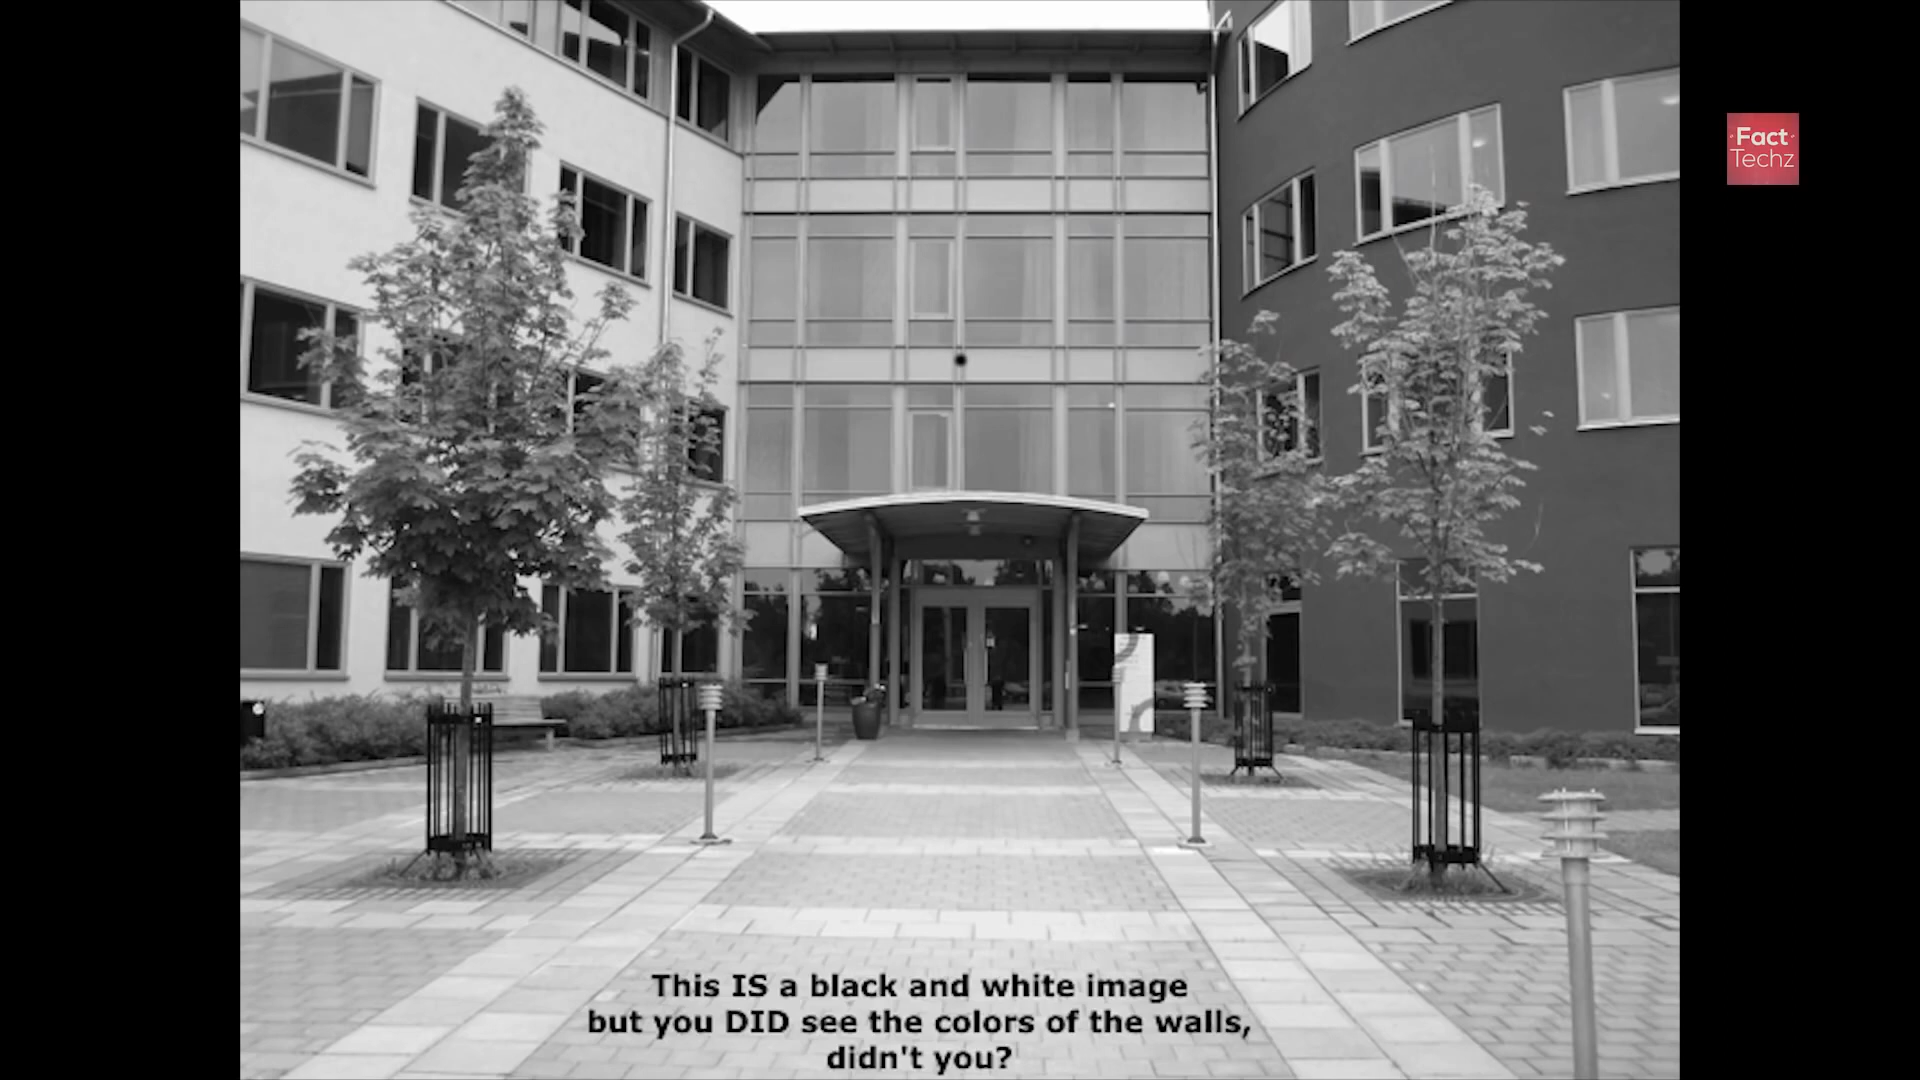 Fact
Techz
This IS a black and white image
but you DID see the colors of the walls,
didn't you?